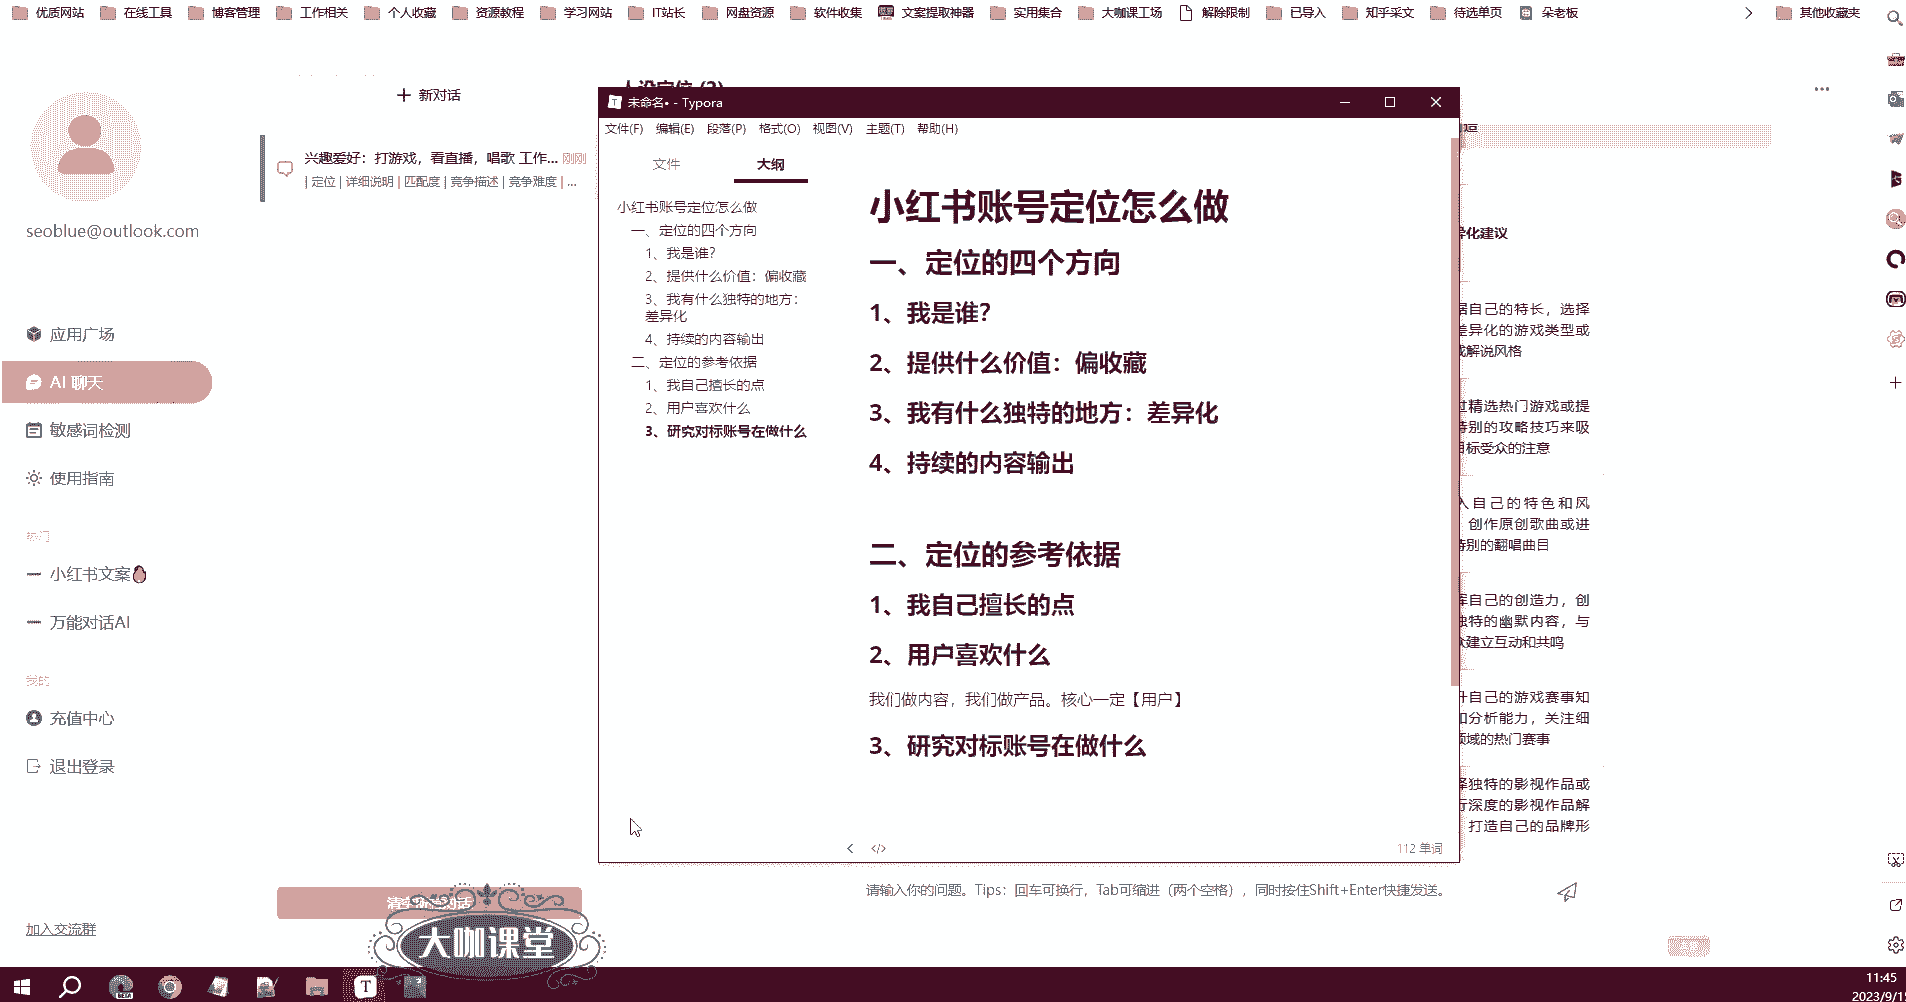 优质网站 在线工具 博客管理 工作相关 个人收藏 资源教程 学习网站 IT站长 网盘资源 软件收集 文案提取神器 实用集合 大咖课工场 解除限制 已导入 知乎采文 待选单页 朵老板 其他收藏夹
seoblue@outlook.com
应用广场
AI 聊天
敏感词检测
使用指南
热门
小红书文案
万能对话AI
我的
充值中心
退出登录
加入交流群
新对话
兴趣爱好：打游戏，看直播，唱歌 工作... 刚刚
| 定位 | 详细说明 | 匹配度 | 竞争描述 | 竞争难度 | ...
未命名• - Typora
文件(F) 编辑(E) 段落(P) 格式(O) 视图(V) 主题(T) 帮助(H)
文件 大纲
小红书账号定位怎么做
一、定位的四个方向
1、我是谁？
2、提供什么价值：偏收藏
3、我有什么独特的地方：
差异化
4、持续的内容输出
二、定位的参考依据
1、我自己擅长的点
2、用户喜欢什么
3、研究对标账号在做什么
小红书账号定位怎么做
一、定位的四个方向
1、我是谁？
2、提供什么价值：偏收藏
3、我有什么独特的地方：差异化
4、持续的内容输出
二、定位的参考依据
1、我自己擅长的点
2、用户喜欢什么
我们做内容，我们做产品。核心一定【用户】
3、研究对标账号在做什么
</> 112 单词
化建议
自己的特长，选择
差异化的游戏类型或
解说风格
精选热门游戏或提
特别的攻略技巧来吸
目标受众的注意
自己的特色和风
创作原创歌曲或进
特别的翻唱曲目
自己的创造力，创
独特的幽默内容，与
建立互动和共鸣
自己的游戏赛事知
和分析能力，关注细
领域的热门赛事
独特的影视作品或
行深度的影视作品解
打造自己的品牌形
请输入你的问题。Tips：回车可换行，Tab可缩进（两个空格），同时按住Shift+Enter快捷发送。
大咖课堂
11:45